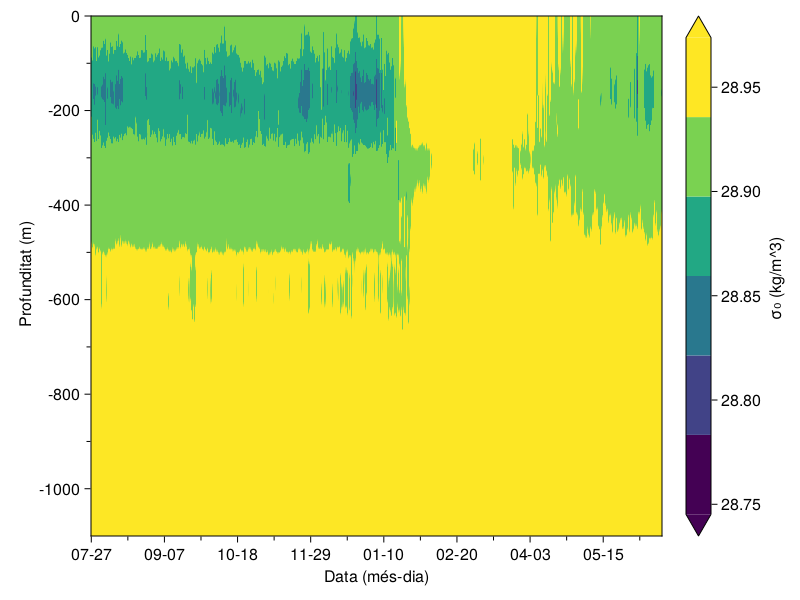 0
-200
-400
-600
-800
-1000
Profunditat (m)
07-27 09-07 10-18 11-29 01-10 02-20 04-03 05-15
Data (més-dia)
28.95
28.90
28.85
28.80
28.75
σ₀ (kg/m^3)